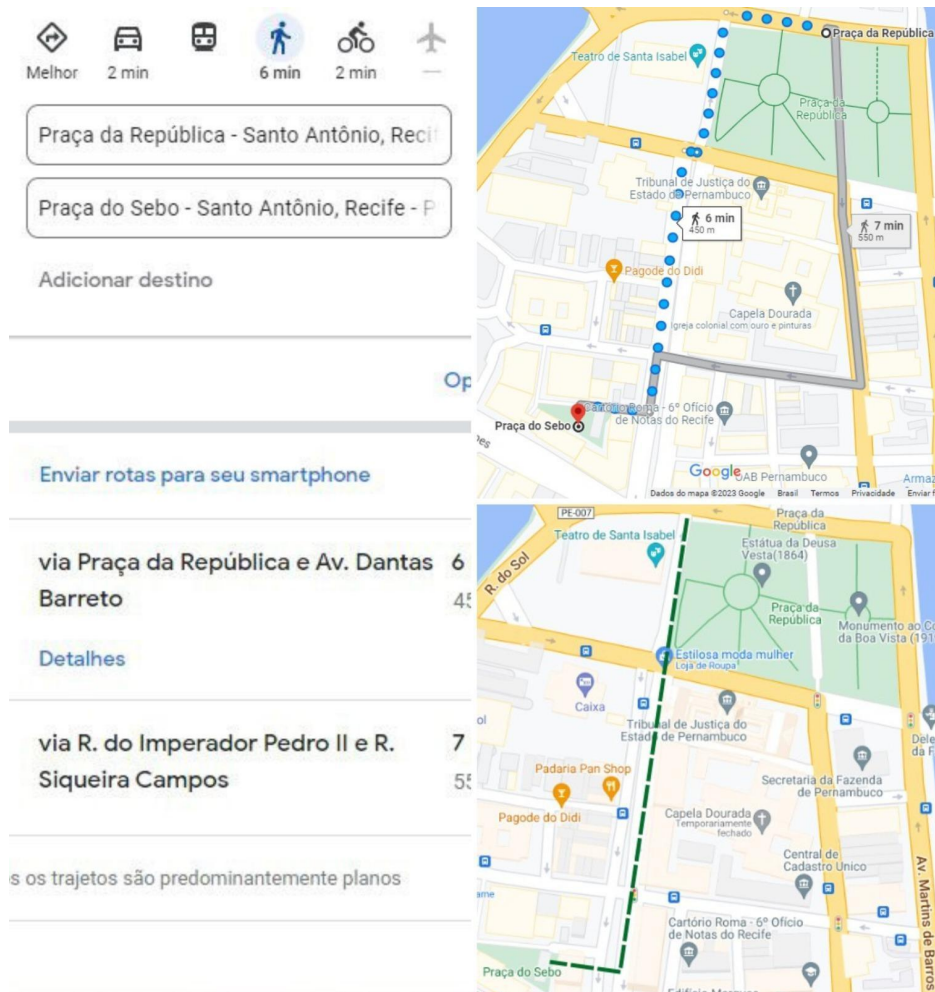 Melhor
2 min
6 min
2 min
—
Praça da República - Santo Antônio, Recif
Praça do Sebo - Santo Antônio, Recife - P
Adicionar destino
Op
Enviar rotas para seu smartphone
via Praça da República e Av. Dantas
Barreto
6
45
Detalhes
via R. do Imperador Pedro II e R.
Siqueira Campos
7
55
s os trajetos são predominantemente planos
Praça da República
Teatro de Santa Isabel
Praça da
República
Tribunal de Justiça do
Estado de Pernambuco
6 min
450 m
7 min
550 m
Pagode do Didi
Capela Dourada
Igreja colonial com ouro e pinturas
Cartório Roma - 6º Ofício
de Notas do Recife
Praça do Sebo
Google
OAB Pernambuco
Armaz
Dados do mapa ©2023 Google Brasil Termos Privacidade Enviar f
PE-007
Praça da
República
Teatro de Santa Isabel
Estátua da Deusa
Vesta(1864)
R. do Sol
Praça da
República
Monumento ao Co
da Boa Vista (191
Estilosa moda mulher
Loja de Roupa
Caixa
ol
Tribunal de Justiça do
Estado de Pernambuco
Dele
da F
Padaria Pan Shop
Secretaria da Fazenda
de Pernambuco
Pagode do Didi
Capela Dourada
Temporariamente
fechado
Central de
Cadastro Único
Av. Martins de Barros
ame
Cartório Roma - 6º Ofício
de Notas do Recife
Praça do Sebo